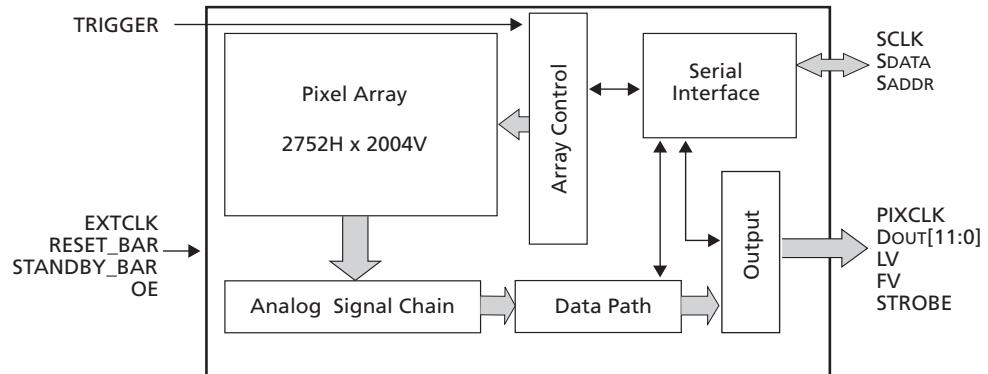 TRIGGER
Pixel Array
2752H x 2004V
Array Control
Serial
Interface
SCLK
SDATA
SADDR
EXTCLK
RESET_BAR
STANDBY_BAR
OE
Analog Signal Chain
Data Path
Output
PIXCLK
DOUT[11:0]
LV
FV
STROBE